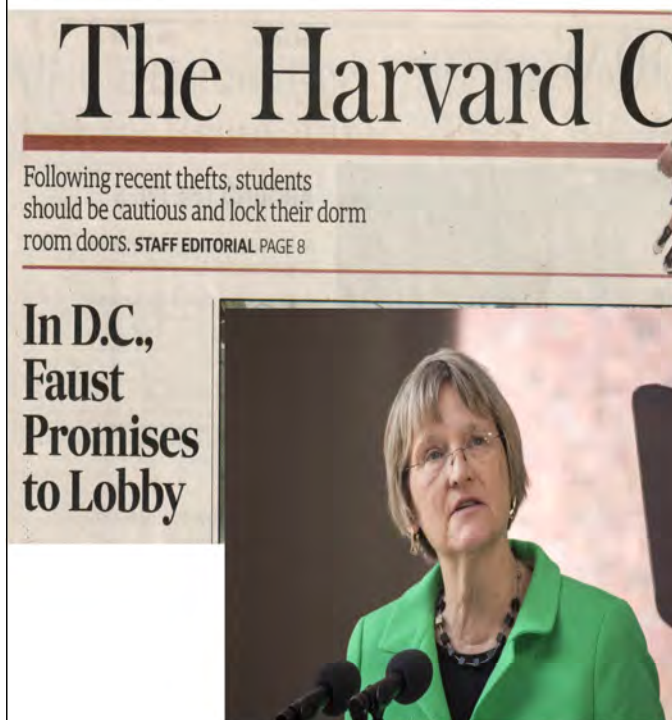 The Harvard C
Following recent thefts, students
should be cautious and lock their dorm
room doors. STAFF EDITORIAL PAGE 8
In D.C.,
Faust
Promises
to Lobby